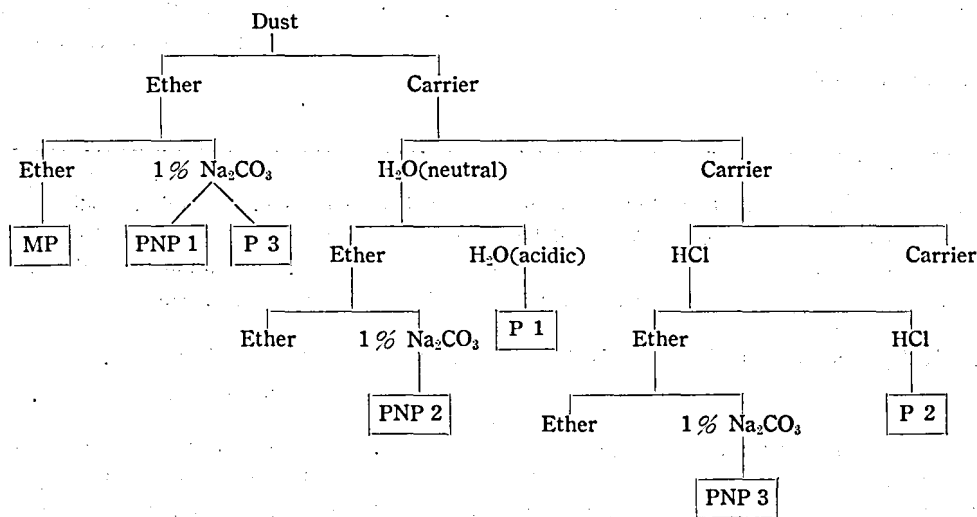 Dust
Ether Carrier
Ether 1% Na₂CO₃ H₂O(neutral) Carrier
MP PNP 1 P 3
Ether H₂O(acidic) HCl Carrier
P 1
Ether 1% Na₂CO₃ Ether HCl
PNP 2 P 2
Ether 1% Na₂CO₃
PNP 3